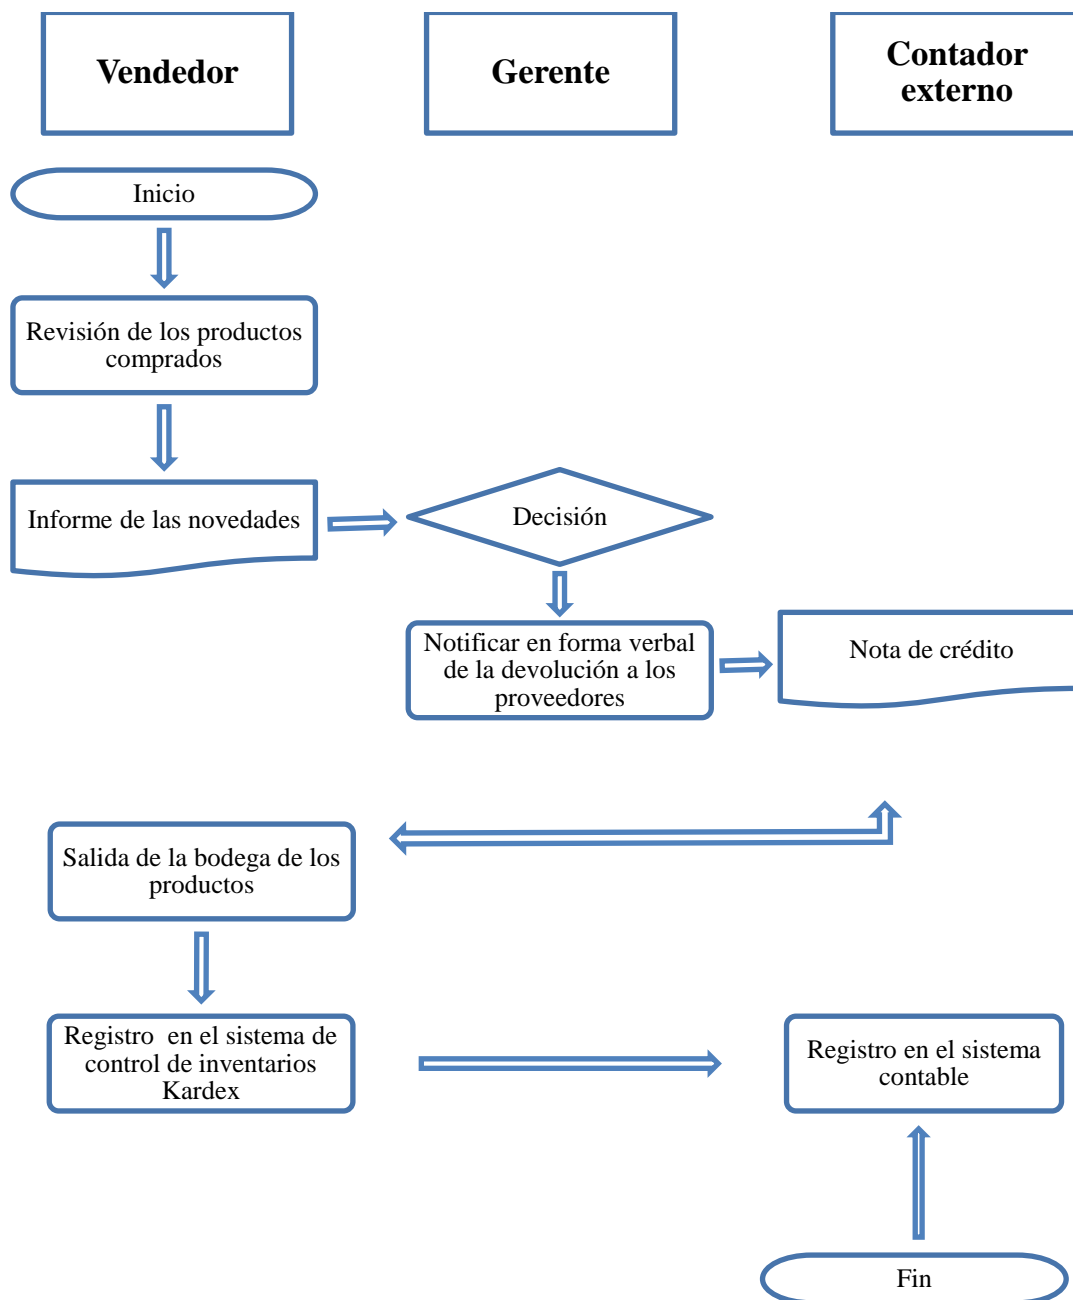 Vendedor
Gerente
Contador
externo
Inicio
Revisión de los productos
comprados
Informe de las novedades
Decisión
Notificar en forma verbal
de la devolución a los
proveedores
Nota de crédito
Salida de la bodega de los
productos
Registro  en el sistema de
control de inventarios
Kardex
Registro en el sistema
contable
Fin